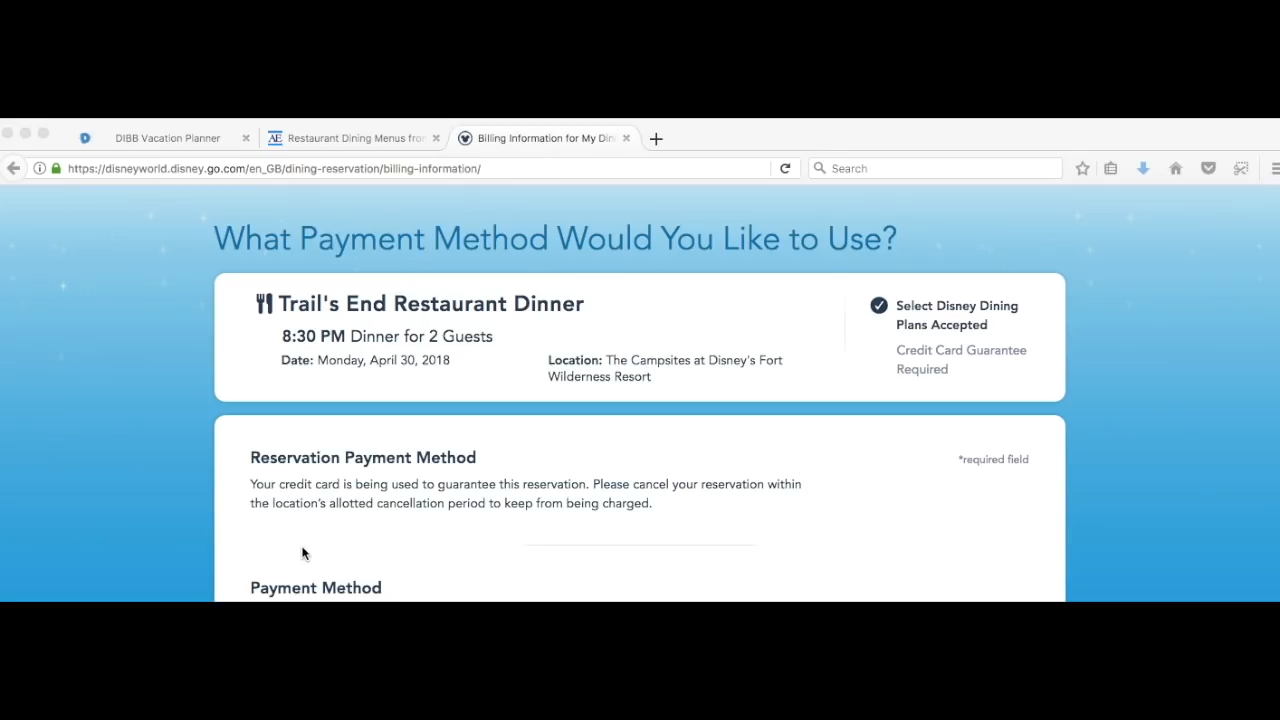 DIBB Vacation Planner
AE Restaurant Dining Menus fro
Billing Information for My Din
https://disneyworld.disney.go.com/en_GB/dining-reservation/billing-information/
Search
What Payment Method Would You Like to Use?
Trail's End Restaurant Dinner
8:30 PM Dinner for 2 Guests
Date: Monday, April 30, 2018
Location: The Campsites at Disney's Fort
Wilderness Resort
Select Disney Dining
Plans Accepted
Credit Card Guarantee
Required
Reservation Payment Method
*required field
Your credit card is being used to guarantee this reservation. Please cancel your reservation within
the location's allotted cancellation period to keep from being charged.
Payment Method